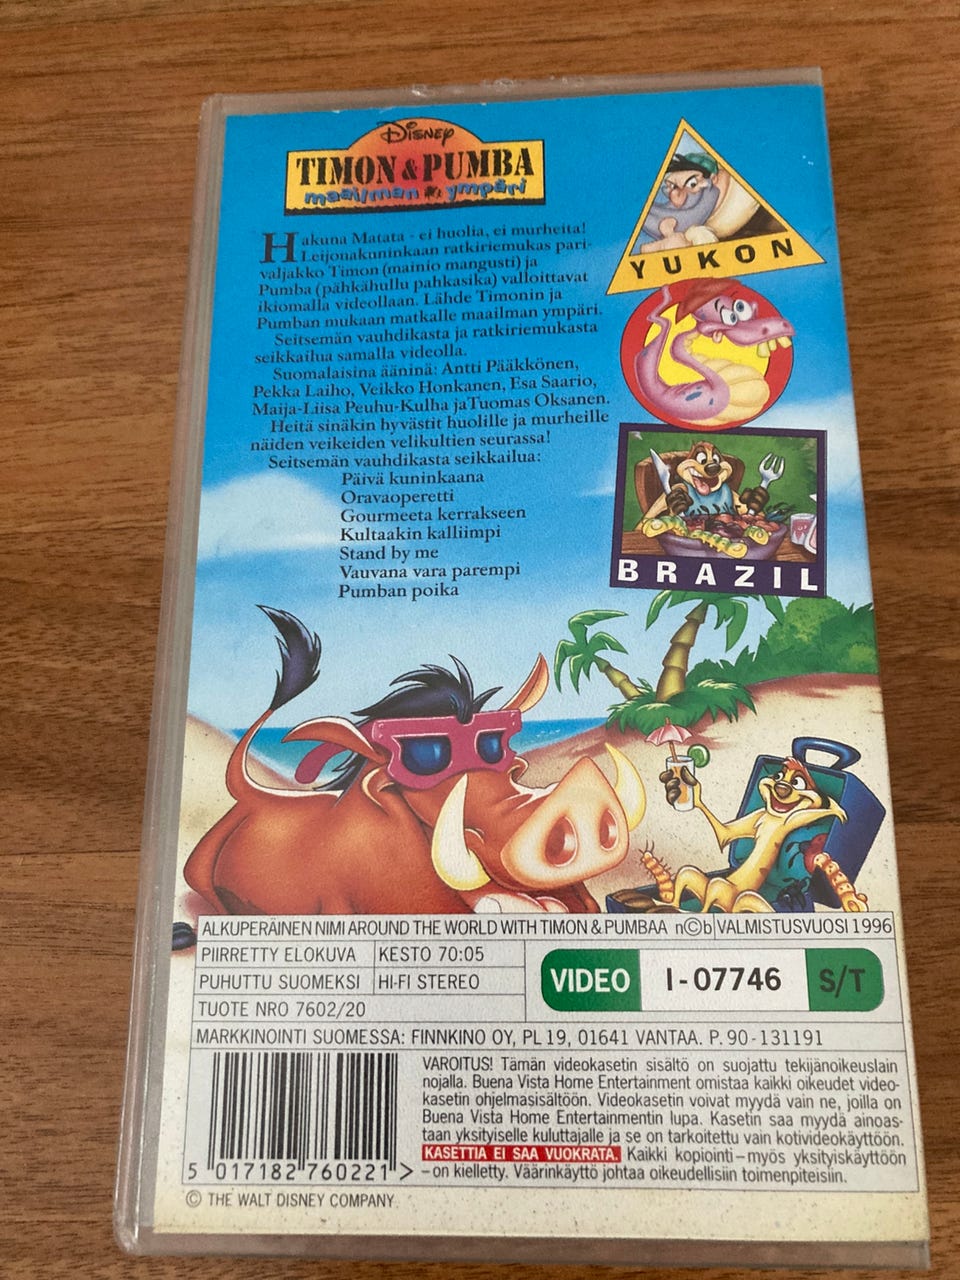 Disney
TIMON & PUMBA
maailman ympäri
Hakuna Matata - ei huolia, ei murheita!
Leijonakuninkaan ratkiriemukas pari-
valjakko Timon (mainio mangusti) ja
Pumba (pähkähullu pahkasika) valloittavat
ikiomalla videollaan. Lähde Timonin ja
Pumban mukaan matkalle maailman ympäri.
Seitsemän vauhdikasta ja ratkiriemukasta
seikkailua samalla videolla.
Suomalaisina ääninä: Antti Pääkkönen,
Pekka Laiho, Veikko Honkanen, Esa Saario,
Maija-Liisa Peuhu-Kulha jaTuomas Oksanen.
Heitä sinäkin hyvästit huolille ja murheille
näiden veikeiden velikultien seurassa!
Seitsemän vauhdikasta seikkailua:
Päivä kuninkaana
Oravaoperetti
Gourmeeta kerrakseen
Kultaakin kalliimpi
Stand by me
Vauvana vara parempi
Pumban poika
YUKON
BRAZIL
ALKUPERÄINEN NIMI AROUND THE WORLD WITH TIMON & PUMBAA n©b VALMISTUSVUOSI 1996
PIIRRETTY ELOKUVA KESTO 70:05
PUHUTTU SUOMEKSI HI-FI STEREO
TUOTE NRO 7602/20
VIDEO I-07746 S/T
MARKKINOINTI SUOMESSA: FINNKINO OY, PL 19, 01641 VANTAA. P. 90-131191
VAROITUS! Tämän videokasetin sisältö on suojattu tekijänoikeuslain
nojalla. Buena Vista Home Entertainment omistaa kaikki oikeudet video-
kasetin ohjelmasisältöön. Videokasetin voivat myydä vain ne, joilla on
Buena Vista Home Entertainmentin lupa. Kasetin saa myydä ainoas-
taan yksityiselle kuluttajalle ja se on tarkoitettu vain kotivideokäyttöön.
KASETTIA EI SAA VUOKRATA. Kaikki kopiointi – myös yksityiskäyttöön
– on kielletty. Väärinkäyttö johtaa oikeudellisiin toimenpiteisiin.
5 017182 760221 >
© THE WALT DISNEY COMPANY